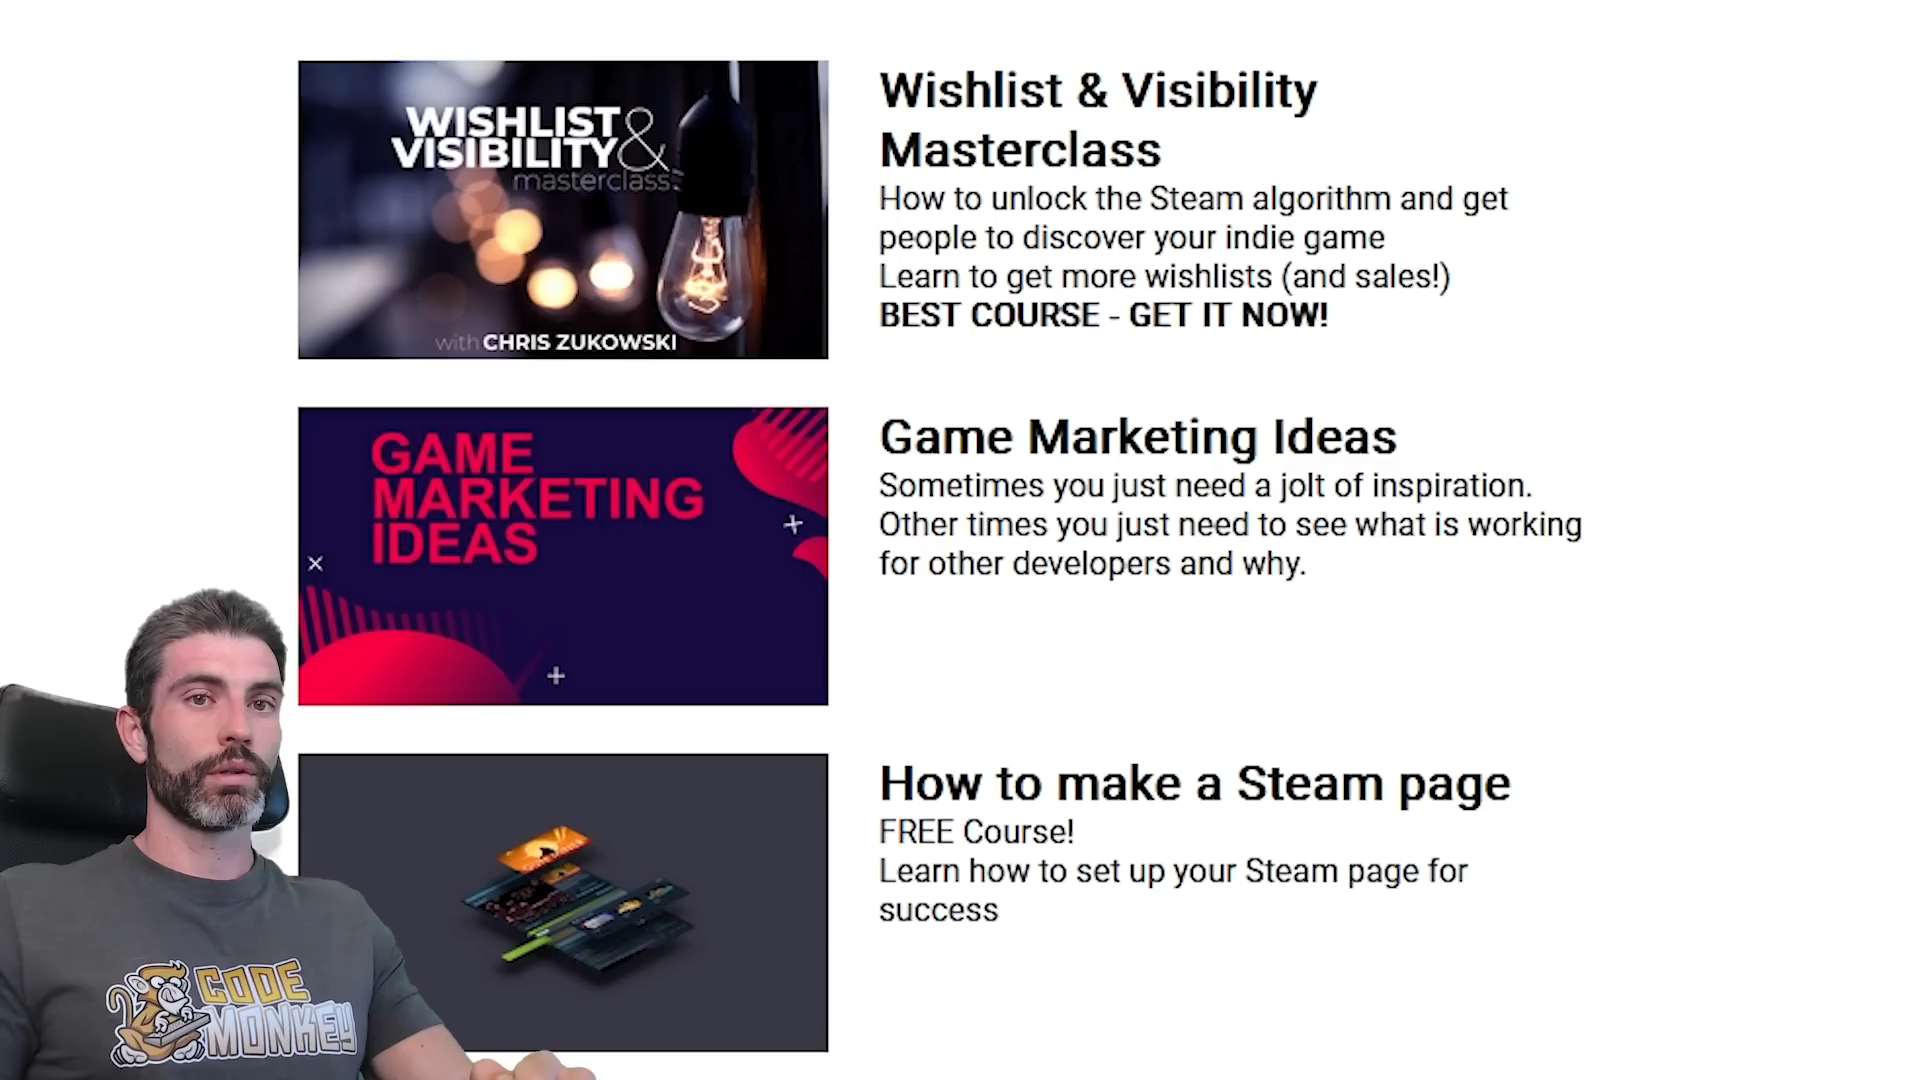 WISHLIST &
VISIBILITY
masterclass
with CHRIS ZUKOWSKI
Wishlist & Visibility
Masterclass
How to unlock the Steam algorithm and get
people to discover your indie game
Learn to get more wishlists (and sales!)
BEST COURSE - GET IT NOW!
GAME
MARKETING
IDEAS
Game Marketing Ideas
Sometimes you just need a jolt of inspiration.
Other times you just need to see what is working
for other developers and why.
How to make a Steam page
FREE Course!
Learn how to set up your Steam page for
success
CODE
MONKEY